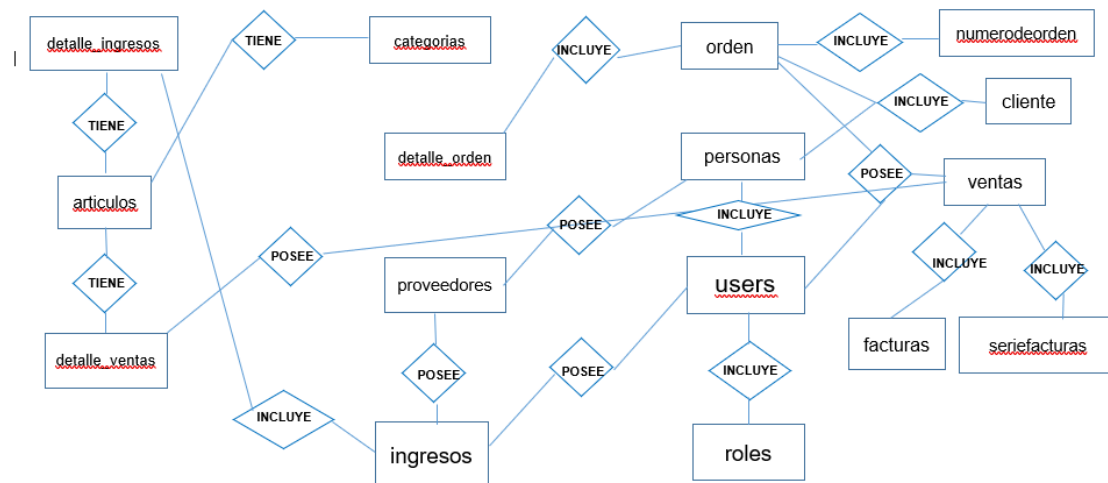 detalle_ingresos
TIENE
categorias
INCLUYE
orden
INCLUYE
numerodeorden
TIENE
detalle_orden
personas
INCLUYE
cliente
articulos
POSEE
INCLUYE
POSEE
ventas
TIENE
POSEE
proveedores
users
INCLUYE
INCLUYE
detalle_ventas
POSEE
POSEE
INCLUYE
facturas
seriefacturas
INCLUYE
ingresos
roles